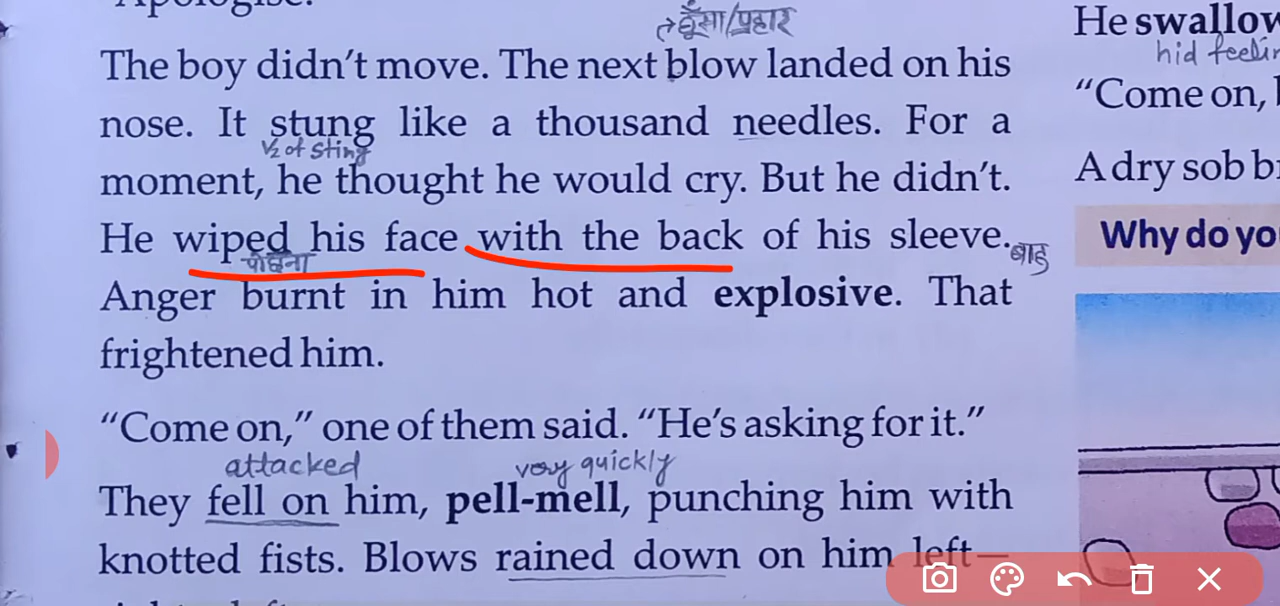 Apologise.
→घूँसा/प्रहार
The boy didn't move. The next blow landed on his
nose. It stung like a thousand needles. For a
V₂ of sting
moment, he thought he would cry. But he didn't.
He wiped his face with the back of his sleeve.
पोछना
बाहु
Anger burnt in him hot and explosive. That
frightened him.
"Come on," one of them said. "He's asking for it."
attacked very quickly
They fell on him, pell-mell, punching him with
knotted fists. Blows rained down on him left—
He swallow
hid feelin
"Come on,
A dry sob b
Why do yo